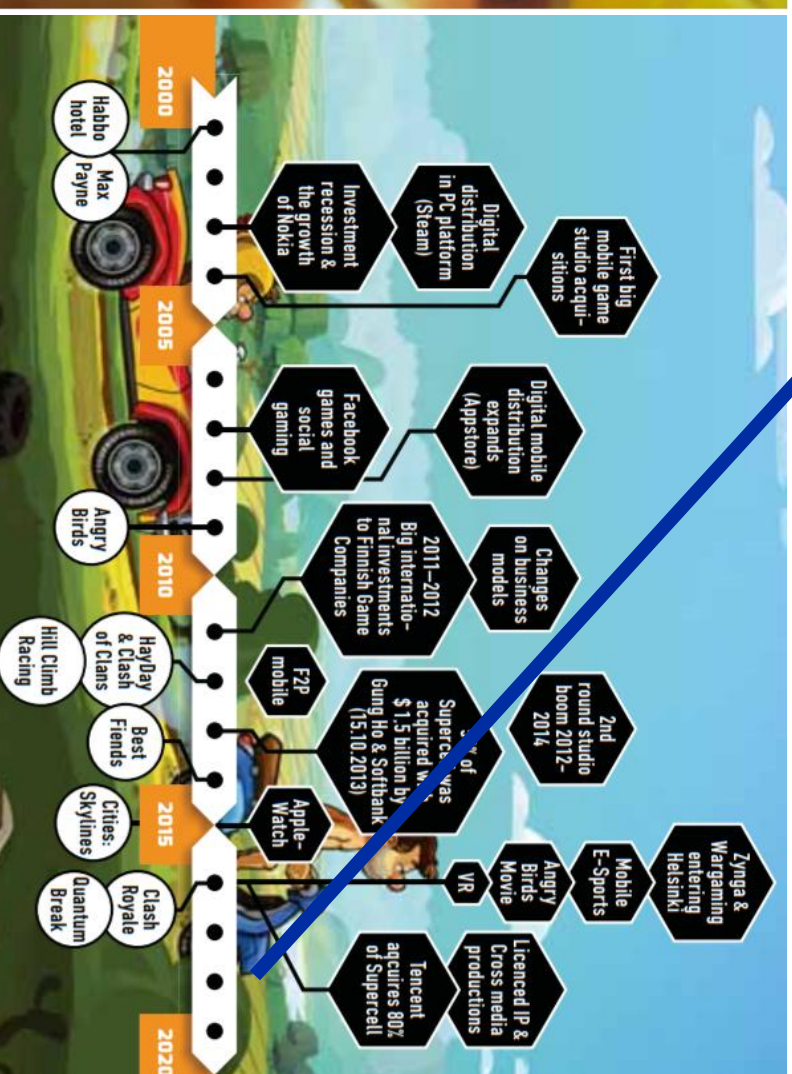 First big
mobile game
studio acqui-
sitions
Digital
distribution
in PC platform
(Steam)
Investment
recession &
the growth
of Nokia
Digital mobile
distribution
expands
(Appstore)
Facebook
games and
social
gaming
Changes
on business
models
2011–2012
Big internatio-
nal investments
to Finnish Game
Companies
F2P
mobile
2nd
round studio
boom 2012-
2014
of
Supercell was
acquired
$ 1.5 billion by
Gung Ho & Softbank
(15.10.2013)
Apple-
Watch
Zynga &
Wargaming
entering
Helsinki
Mobile
E-Sports
Angry
Birds
Movie
VR
Licenced IP &
Cross media
productions
Tencent
aqcuires 80%
of Supercell
2000
2005
2010
2015
2020
Habbo
hotel
Max
Payne
Angry
Birds
HayDay
& Clash
of Clans
Hill Climb
Racing
Best
Fiends
Cities:
Skylines
Clash
Royale
Quantum
Break